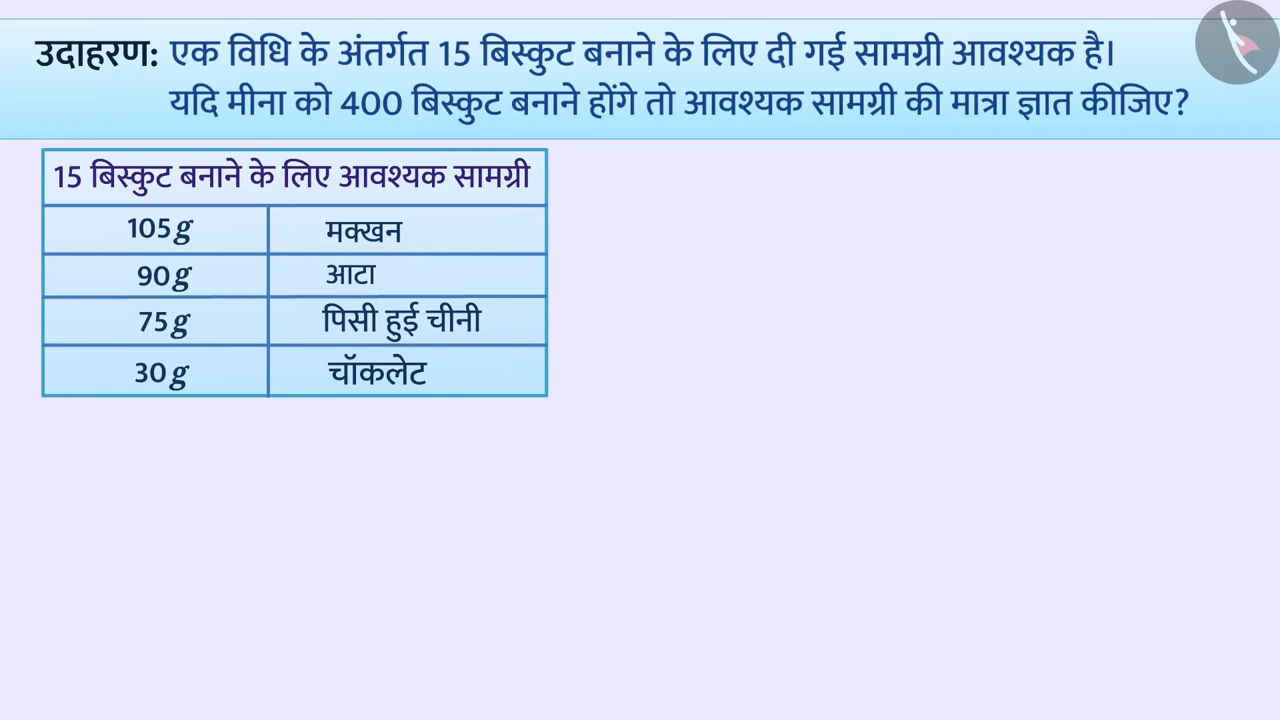 उदाहरण: एक विधि के अंतर्गत 15 बिस्कुट बनाने के लिए दी गई सामग्री आवश्यक है।
यदि मीना को 400 बिस्कुट बनाने होंगे तो आवश्यक सामग्री की मात्रा ज्ञात कीजिए?
15 बिस्कुट बनाने के लिए आवश्यक सामग्री
105g मक्खन
90g आटा
75g पिसी हुई चीनी
30g चॉकलेट